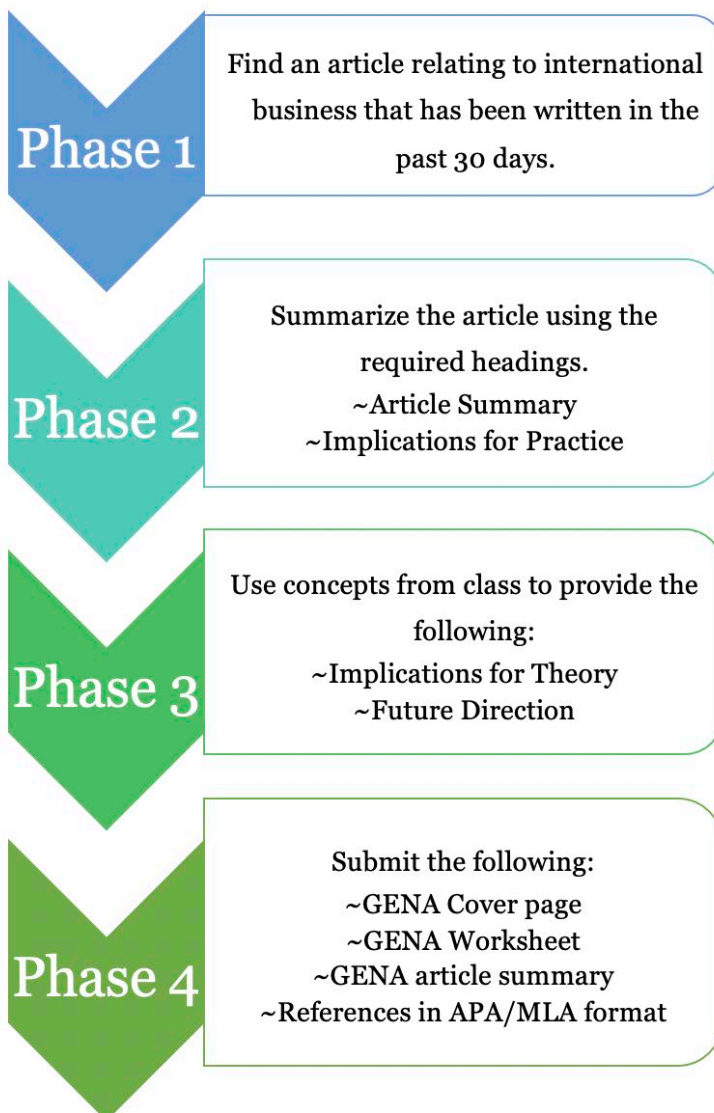 Phase 1
Find an article relating to international
business that has been written in the
past 30 days.
Phase 2
Summarize the article using the
required headings.
~Article Summary
~Implications for Practice
Phase 3
Use concepts from class to provide the
following:
~Implications for Theory
~Future Direction
Phase 4
Submit the following:
~GENA Cover page
~GENA Worksheet
~GENA article summary
~References in APA/MLA format